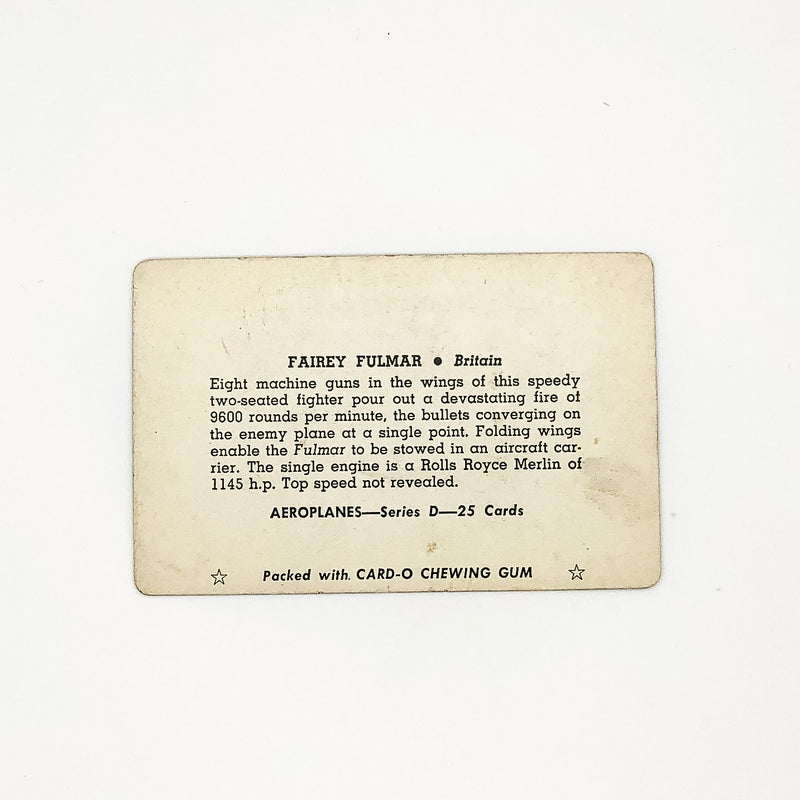 FAIREY FULMAR ● Britain
Eight machine guns in the wings of this speedy
two-seated fighter pour out a devastating fire of
9600 rounds per minute, the bullets converging on
the enemy plane at a single point. Folding wings
enable the Fulmar to be stowed in an aircraft car-
rier. The single engine is a Rolls Royce Merlin of
1145 h.p. Top speed not revealed.
AEROPLANES—Series D—25 Cards
☆ Packed with. CARD-O CHEWING GUM ☆